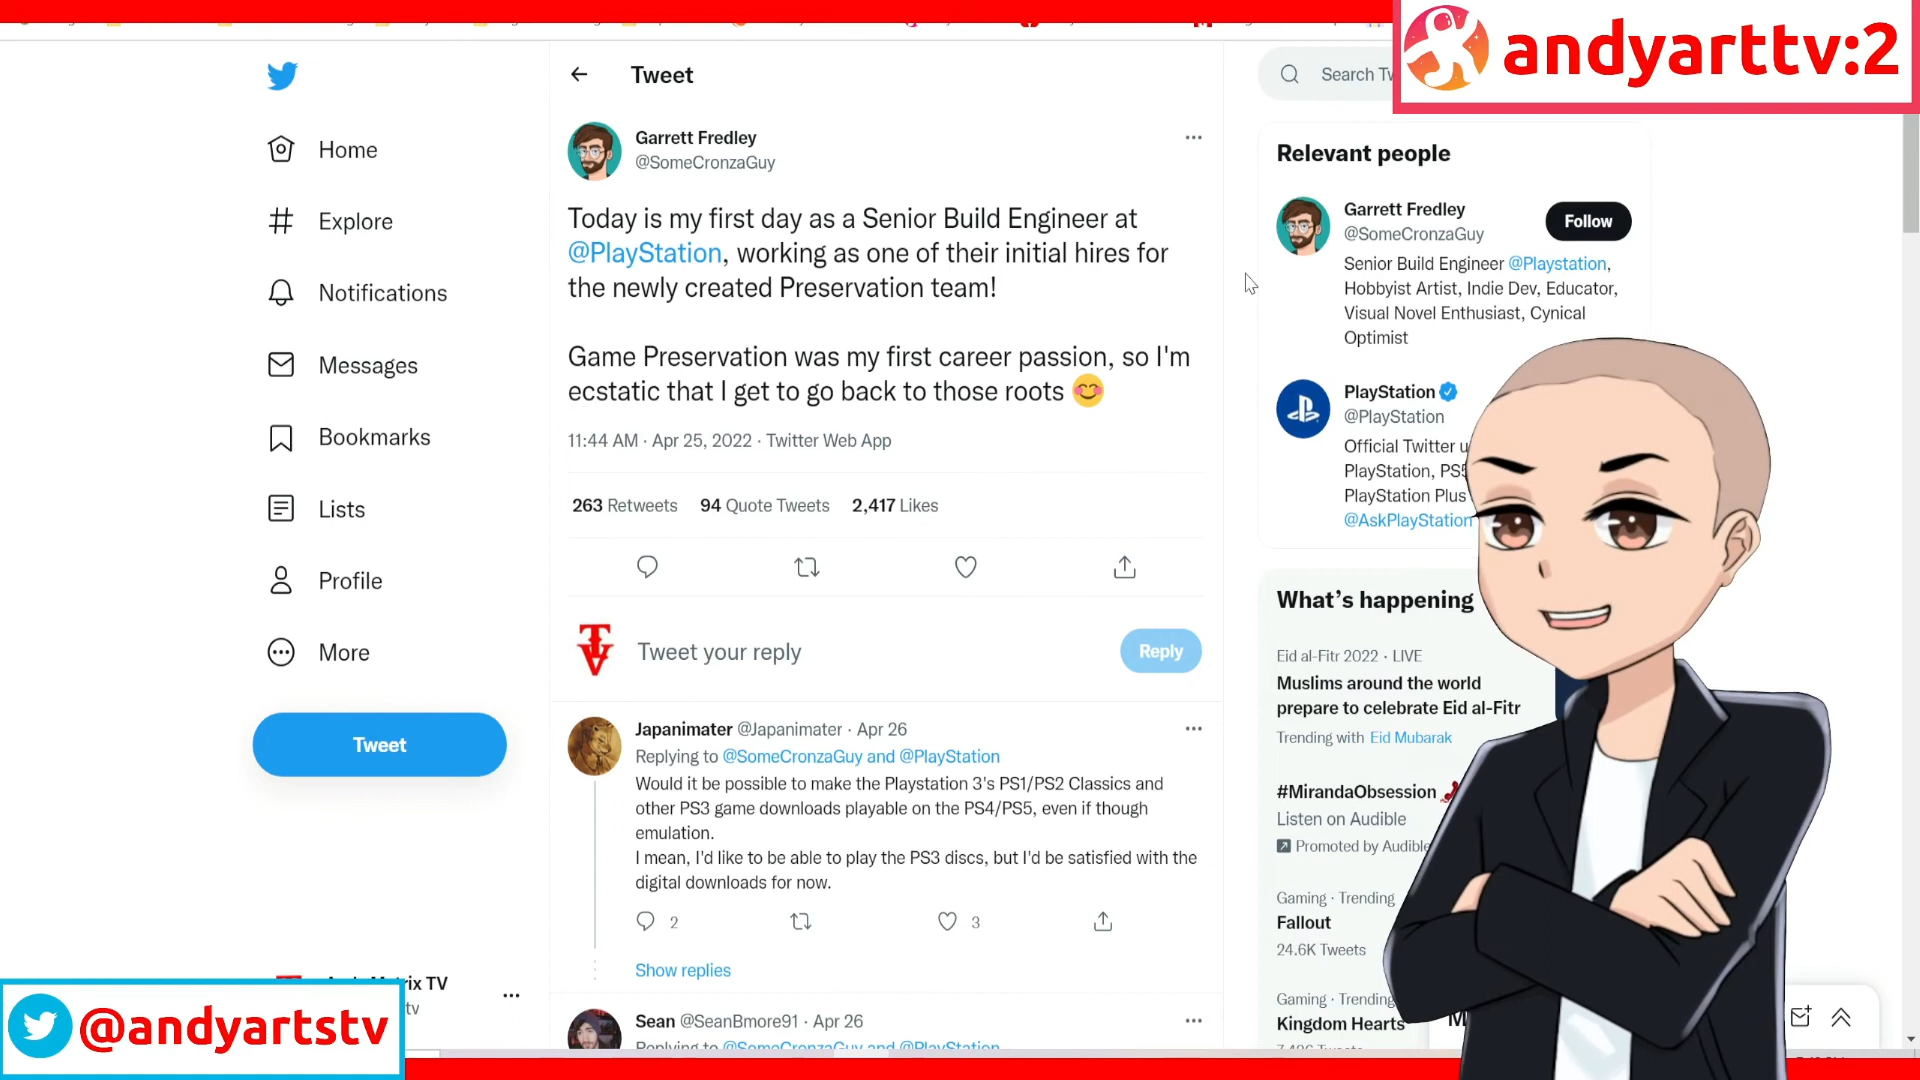 andyarttv:2
Tweet
Search Tw
Home
Explore
Notifications
Messages
Bookmarks
Lists
Profile
More
Tweet
Garrett Fredley
@SomeCronzaGuy
Today is my first day as a Senior Build Engineer at
@PlayStation, working as one of their initial hires for
the newly created Preservation team!
Game Preservation was my first career passion, so I'm
ecstatic that I get to go back to those roots
11:44 AM · Apr 25, 2022 · Twitter Web App
263 Retweets 94 Quote Tweets 2,417 Likes
Tweet your reply
Reply
Japanimater @Japanimater · Apr 26
Replying to @SomeCronzaGuy and @PlayStation
Would it be possible to make the Playstation 3's PS1/PS2 Classics and
other PS3 game downloads playable on the PS4/PS5, even if though
emulation.
I mean, I'd like to be able to play the PS3 discs, but I'd be satisfied with the
digital downloads for now.
2 3
Show replies
Sean @SeanBmore91 · Apr 26
Replying to @SomeCronzaGuy and @PlayStation
Relevant people
Garrett Fredley
@SomeCronzaGuy
Follow
Senior Build Engineer @Playstation,
Hobbyist Artist, Indie Dev, Educator,
Visual Novel Enthusiast, Cynical
Optimist
PlayStation
@PlayStation
Official Twitter u
PlayStation, PS5
PlayStation Plus
@AskPlayStation
What's happening
Eid al-Fitr 2022 · LIVE
Muslims around the world
prepare to celebrate Eid al-Fitr
Trending with Eid Mubarak
#MirandaObsession
Listen on Audible
Promoted by Audible
Gaming · Trending
Fallout
24.6K Tweets
Gaming · Trending
Kingdom Hearts
rix TV
tv
@andyartstv